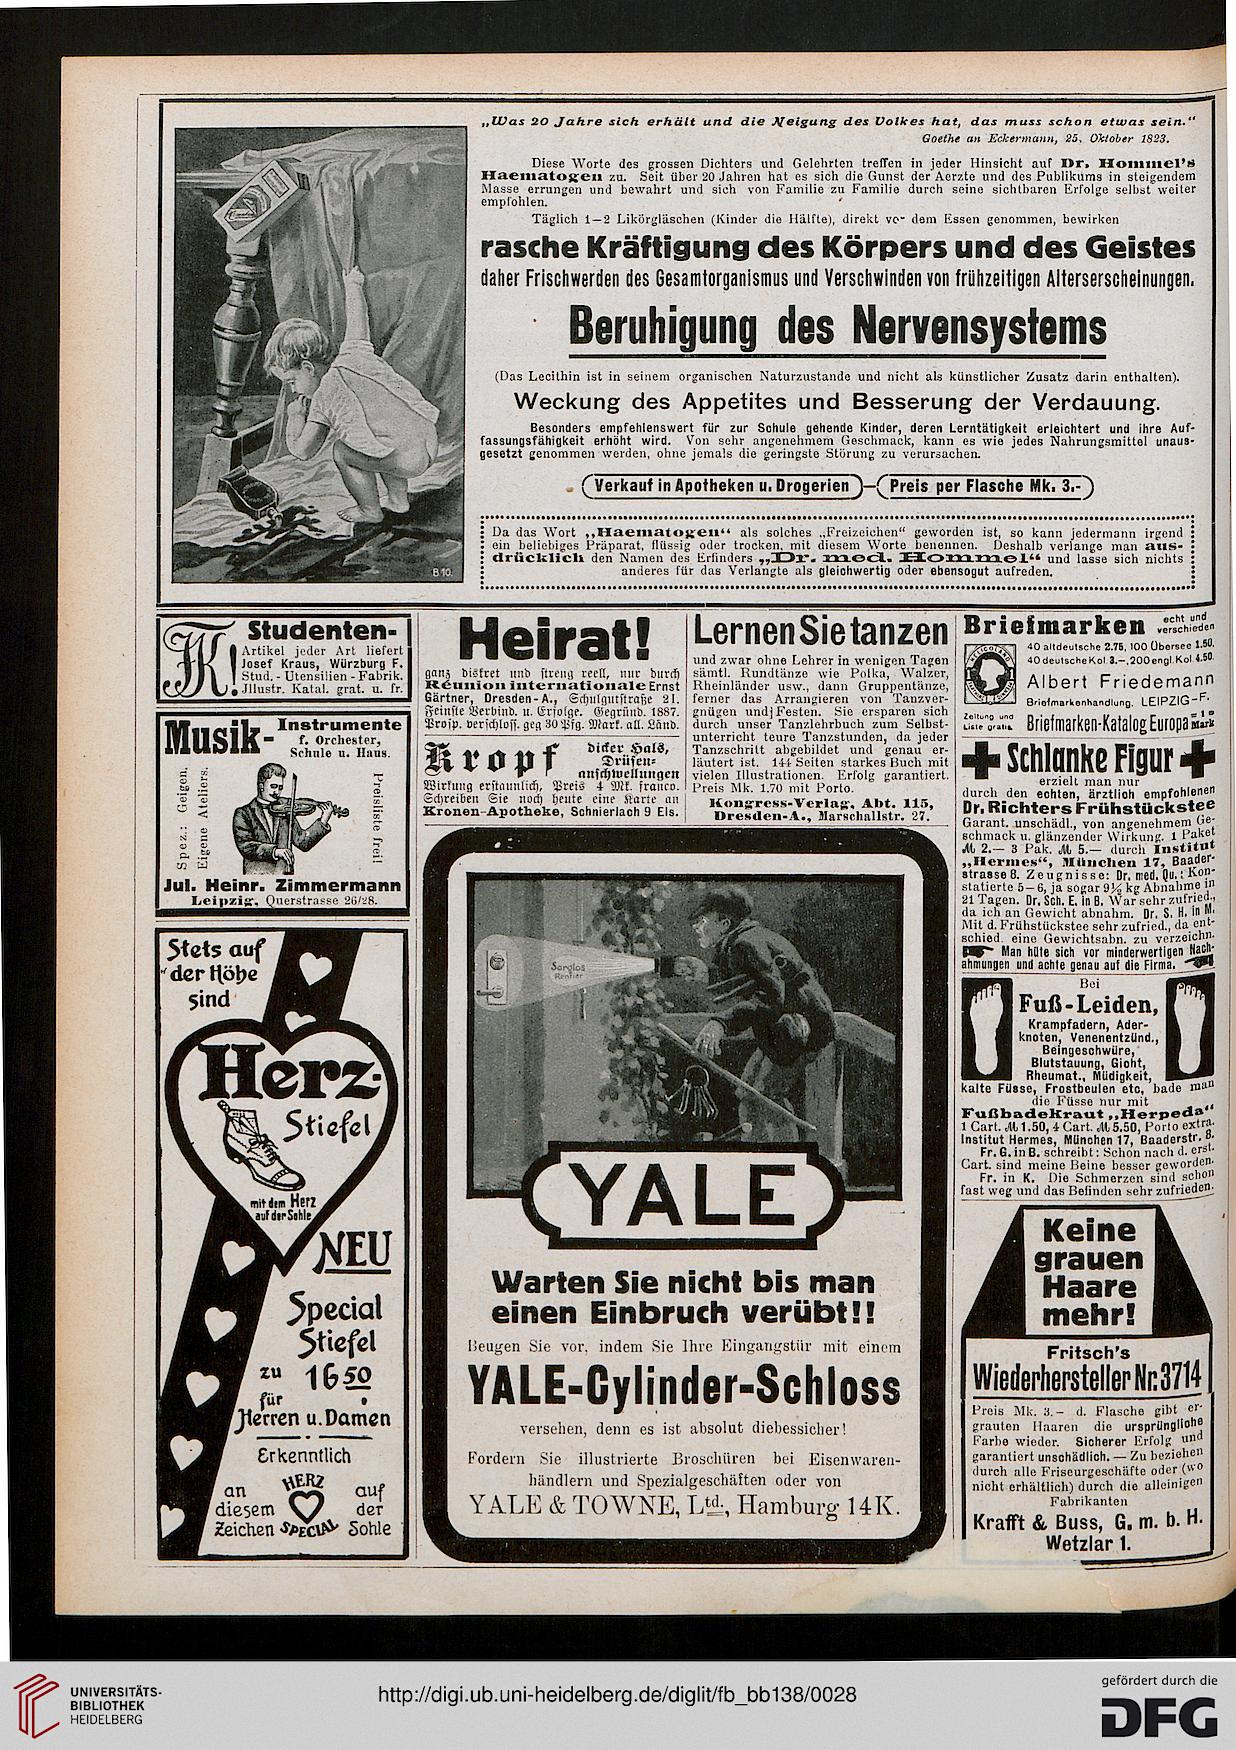 „Was 20 Jahre sich erhält und die Neigung des Volkes hat, das muss schon etwas sein."
Goethe an Eckermann, 25. Oktober 1823.
Diese Worte des grossen Dichters und Gelehrten treffen in jeder Hinsicht auf Dr. Hommel's
Haematogen zu. Seit über 20 Jahren hat es sich die Gunst der Aerzte und des Publikums in steigendem
Masse errungen und bewahrt und sich von Familie zu Familie durch seine sichtbaren Erfolge selbst weiter
empfohlen.
Täglich 1–2 Likörgläschen (Kinder die Hälfte), direkt vor dem Essen genommen, bewirken
rasche Kräftigung des Körpers und des Geistes
daher Frischwerden des Gesamtorganismus und Verschwinden von frühzeitigen Alterserscheinungen.
Beruhigung des Nervensystems
(Das Lecithin ist in seinem organischen Naturzustande und nicht als künstlicher Zusatz darin enthalten).
Weckung des Appetites und Besserung der Verdauung.
Besonders empfehlenswert für zur Schule gehende Kinder, deren Lerntätigkeit erleichtert und ihre Auf-
fassungsfähigkeit erhöht wird. Von sehr angenehmem Geschmack, kann es wie jedes Nahrungsmittel unaus-
gesetzt genommen werden, ohne jemals die geringste Störung zu verursachen.
Verkauf in Apotheken u. Drogerien – Preis per Flasche Mk. 3.-
Da das Wort „Haematogen" als solches „Freizeichen" geworden ist, so kann jedermann irgend
ein beliebiges Präparat, flüssig oder trocken, mit diesem Worte benennen. Deshalb verlange man aus-
drücklich den Namen des Erfinders „Dr. med. Hommel" und lasse sich nichts
anderes für das Verlangte als gleichwertig oder ebensogut aufreden.
B 10.
Studenten-
Artikel jeder Art liefert
Josef Kraus, Würzburg F.
Stud.-Utensilien-Fabrik.
Jllustr. Katal. grat. u. fr.
Musik-
Instrumente
f. Orchester,
Schule u. Haus.
Spez.: Geigen.
Eigene Ateliers.
Preisliste frei!
Jul. Heinr. Zimmermann
Leipzig, Querstrasse 26/28.
Stets auf
der Höhe
sind
Herz-
Stiefel
mit dem Herz
auf der Sohle
NEU
Special
Stiefel
zu 16 50
für
Herren u. Damen
Erkenntlich
an HERZ auf
diesem der
Zeichen SPECIAL Sohle
Heirat!
ganz diskret und streng reell, nur durch
Réunion internationale Ernst
Gärtner, Dresden-A., Schulgutstraße 21.
Feinste Verbind. u. Erfolge. Gegründ. 1887.
Prosp. verschloss. geg 30 Pfg. Mark. all. Länd.
Kropf
dicker Hals,
Drüsen-
anschwellungen
Wirkung erstaunlich, Preis 4 Mk. franco.
Schreiben Sie noch heute eine Karte an
Kronen-Apotheke, Schnierlach 9 Els.
Lernen Sie tanzen
und zwar ohne Lehrer in wenigen Tagen
sämtl. Rundtänze wie Polka, Walzer,
Rheinländer usw., dann Gruppentänze,
ferner das Arrangieren von Tanzver-
gnügen und Festen. Sie ersparen sich
durch unser Tanzlehrbuch zum Selbst-
unterricht teure Tanzstunden, da jeder
Tanzschritt abgebildet und genau er-
läutert ist. 144 Seiten starkes Buch mit
vielen Illustrationen. Erfolg garantiert.
Preis Mk. 1.70 mit Porto.
Kongress-Verlag, Abt. 115,
Dresden-A., Marschallstr. 27.
Sarglos
Rentier
YALE
Warten Sie nicht bis man
einen Einbruch verübt!!
Beugen Sie vor, indem Sie Ihre Eingangstür mit einem
YALE-Cylinder-Schloss
versehen, denn es ist absolut diebessicher!
Fordern Sie illustrierte Broschüren bei Eisenwaren-
händlern und Spezialgeschäften oder von
YALE & TOWNE, Ltd., Hamburg 14 K.
Briefmarken echt und
verschieden
40 altdeutsche 2.75, 100 Übersee 1.50,
40 deutsche Kol. 3.–, 200 engl. Kol. 4.50.
HELIGOLAND
Albert Friedemann
Briefmarkenhandlung, LEIPZIG-F.
Zeitung und
Liste gratis
Briefmarken-Katalog Europa = 1 = Mark
Schlanke Figur
erzielt man nur
durch den echten, ärztlich empfohlenen
Dr. Richters Frühstückstee
Garant. unschädl., von angenehmem Ge-
schmack u. glänzender Wirkung. 1 Paket
M 2.— 3 Pak. M 5.— durch Institut
„Hermes", München 17, Baader-
strasse 8. Zeugnisse: Dr. med. Qu.: Kon-
statierte 5–6, ja sogar 9½ kg Abnahme in
21 Tagen. Dr. Sch. E. in B. War sehr zufried.,
da ich an Gewicht abnahm. Dr. S. H. in M.
Mit d. Frühstückstee sehr zufried., da ent-
schied. eine Gewichtsabn. zu verzeichn.
Man hüte sich vor minderwertigen Nach-
ahmungen und achte genau auf die Firma.
Bei
Fuß-Leiden,
Krampfadern, Ader-
knoten, Venenentzünd.,
Beingeschwüre,
Blutstauung, Gicht,
Rheumat., Müdigkeit,
kalte Füsse, Frostbeulen etc, bade man
die Füsse nur mit
Fußbadekraut „Herpeda"
1 Cart. M 1.50, 4 Cart. M 5.50, Porto extra.
Institut Hermes, München 17, Baaderstr. 8.
Fr. G. in B. schreibt: Schon nach d. erst.
Cart. sind meine Beine besser geworden.
Fr. in K. Die Schmerzen sind schon
fast weg und das Befinden sehr zufrieden.
Keine
grauen
Haare
mehr!
Fritsch's
Wiederhersteller Nr. 3714
Preis Mk. 3.– d. Flasche gibt er-
grauten Haaren die ursprüngliche
Farbe wieder. Sicherer Erfolg und
garantiert unschädlich. — Zu beziehen
durch alle Friseurgeschäfte oder (wo
nicht erhältlich) durch die alleinigen
Fabrikanten
Krafft & Buss, G. m. b. H.
Wetzlar 1.
UNIVERSITÄTS-
BIBLIOTHEK
HEIDELBERG
http://digi.ub.uni-heidelberg.de/diglit/fb_bb138/0028
gefördert durch die
DFG